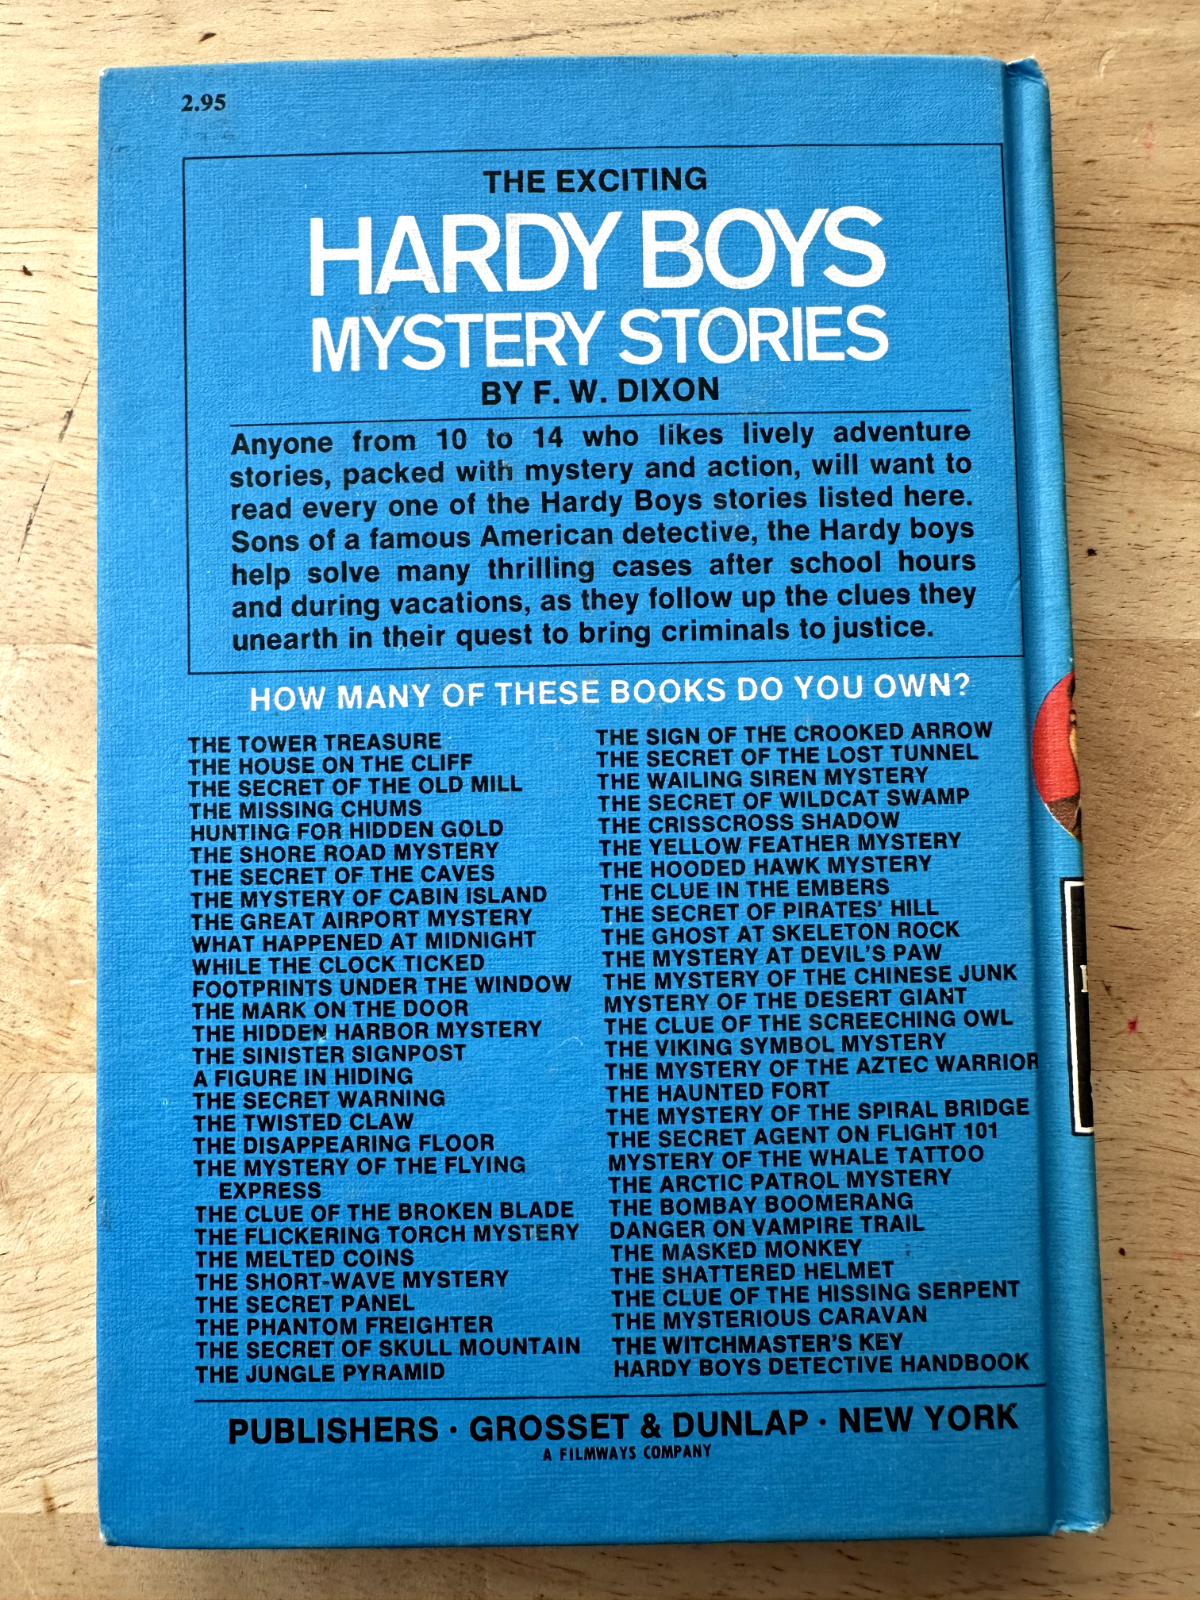 2.95
THE EXCITING
HARDY BOYS
MYSTERY STORIES
BY F. W. DIXON
Anyone from 10 to 14 who likes lively adventure
stories, packed with mystery and action, will want to
read every one of the Hardy Boys stories listed here.
Sons of a famous American detective, the Hardy boys
help solve many thrilling cases after school hours
and during vacations, as they follow up the clues they
unearth in their quest to bring criminals to justice.
HOW MANY OF THESE BOOKS DO YOU OWN?
THE TOWER TREASURE
THE HOUSE ON THE CLIFF
THE SECRET OF THE OLD MILL
THE MISSING CHUMS
HUNTING FOR HIDDEN GOLD
THE SHORE ROAD MYSTERY
THE SECRET OF THE CAVES
THE MYSTERY OF CABIN ISLAND
THE GREAT AIRPORT MYSTERY
WHAT HAPPENED AT MIDNIGHT
WHILE THE CLOCK TICKED
FOOTPRINTS UNDER THE WINDOW
THE MARK ON THE DOOR
THE HIDDEN HARBOR MYSTERY
THE SINISTER SIGNPOST
A FIGURE IN HIDING
THE SECRET WARNING
THE TWISTED CLAW
THE DISAPPEARING FLOOR
THE MYSTERY OF THE FLYING
EXPRESS
THE CLUE OF THE BROKEN BLADE
THE FLICKERING TORCH MYSTERY
THE MELTED COINS
THE SHORT-WAVE MYSTERY
THE SECRET PANEL
THE PHANTOM FREIGHTER
THE SECRET OF SKULL MOUNTAIN
THE JUNGLE PYRAMID
THE SIGN OF THE CROOKED ARROW
THE SECRET OF THE LOST TUNNEL
THE WAILING SIREN MYSTERY
THE SECRET OF WILDCAT SWAMP
THE CRISSCROSS SHADOW
THE YELLOW FEATHER MYSTERY
THE HOODED HAWK MYSTERY
THE CLUE IN THE EMBERS
THE SECRET OF PIRATES' HILL
THE GHOST AT SKELETON ROCK
THE MYSTERY AT DEVIL'S PAW
THE MYSTERY OF THE CHINESE JUNK
MYSTERY OF THE DESERT GIANT
THE CLUE OF THE SCREECHING OWL
THE VIKING SYMBOL MYSTERY
THE MYSTERY OF THE AZTEC WARRIOR
THE HAUNTED FORT
THE MYSTERY OF THE SPIRAL BRIDGE
THE SECRET AGENT ON FLIGHT 101
MYSTERY OF THE WHALE TATTOO
THE ARCTIC PATROL MYSTERY
THE BOMBAY BOOMERANG
DANGER ON VAMPIRE TRAIL
THE MASKED MONKEY
THE SHATTERED HELMET
THE CLUE OF THE HISSING SERPENT
THE MYSTERIOUS CARAVAN
THE WITCHMASTER'S KEY
HARDY BOYS DETECTIVE HANDBOOK
PUBLISHERS · GROSSET & DUNLAP · NEW YORK
A FILMWAYS COMPANY